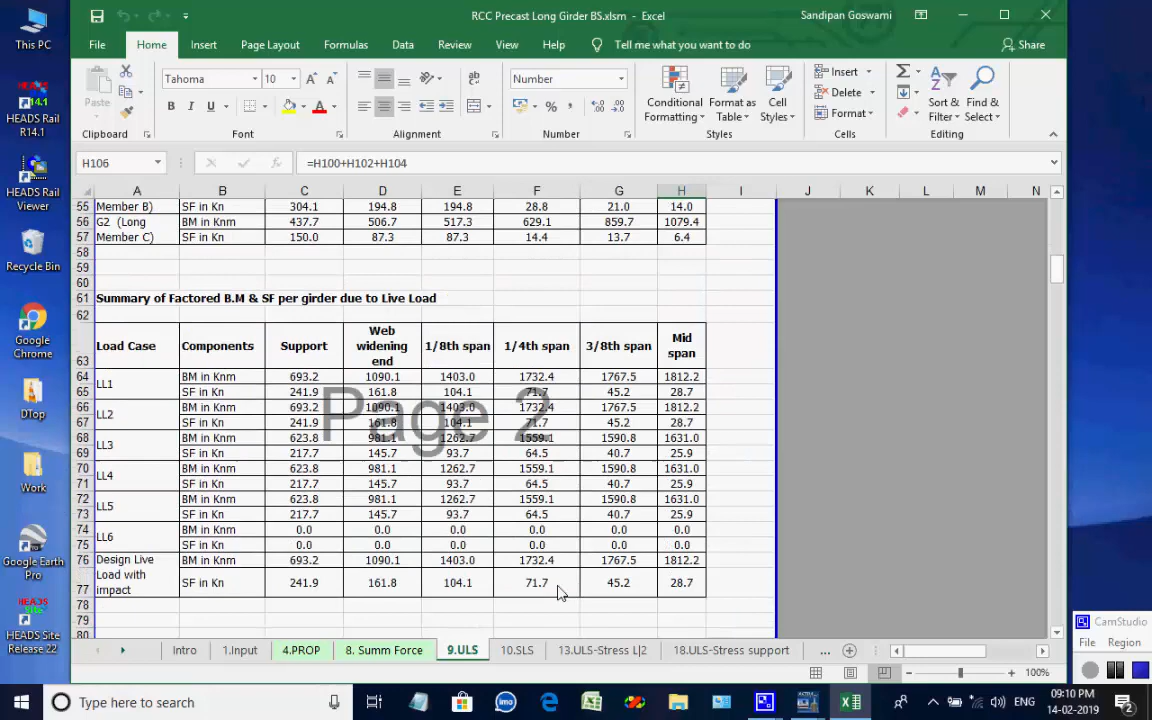 RCC Precast Long Girder BS.xlsm - Excel
Sandipan Goswami
File Home Insert Page Layout Formulas Data Review View Help Tell me what you want to do Share
Tahoma 10 Number
Paste
Conditional Formatting
Format as Table
Cell Styles
Insert
Delete
Format
Sort & Filter
Find & Select
Clipboard Font Alignment Number Styles Cells Editing
H106 =H100+H102+H104
A B C D E F G H I J K L M N
55 Member B) SF in Kn 304.1 194.8 194.8 28.8 21.0 14.0
56 G2 (Long BM in Knm 437.7 506.7 517.3 629.1 859.7 1079.4
57 Member C) SF in Kn 150.0 87.3 87.3 14.4 13.7 6.4
58
59
60
61 Summary of Factored B.M & SF per girder due to Live Load
62
63 Load Case Components Support Web widening end 1/8th span 1/4th span 3/8th span Mid span
64 LL1 BM in Knm 693.2 1090.1 1403.0 1732.4 1767.5 1812.2
65 SF in Kn 241.9 161.8 104.1 71.7 45.2 28.7
66 LL2 BM in Knm 693.2 1090.1 1403.0 1732.4 1767.5 1812.2
67 SF in Kn 241.9 161.8 104.1 71.7 45.2 28.7
68 LL3 BM in Knm 623.8 981.1 1262.7 1559.1 1590.8 1631.0
69 SF in Kn 217.7 145.7 93.7 64.5 40.7 25.9
70 LL4 BM in Knm 623.8 981.1 1262.7 1559.1 1590.8 1631.0
71 SF in Kn 217.7 145.7 93.7 64.5 40.7 25.9
72 LL5 BM in Knm 623.8 981.1 1262.7 1559.1 1590.8 1631.0
73 SF in Kn 217.7 145.7 93.7 64.5 40.7 25.9
74 LL6 BM in Knm 0.0 0.0 0.0 0.0 0.0 0.0
75 SF in Kn 0.0 0.0 0.0 0.0 0.0 0.0
76 Design Live BM in Knm 693.2 1090.1 1403.0 1732.4 1767.5 1812.2
77 Load with impact SF in Kn 241.9 161.8 104.1 71.7 45.2 28.7
78
79
80
Page 2
Intro 1.Input 4.PROP 8. Summ Force 9.ULS 10.SLS 13.ULS-Stress L|2 18.ULS-Stress support ...
100%
This PC
HEADS Rail R14.1
HEADS Rail Viewer
Recycle Bin
Google Chrome
DTop
Work
Google Earth Pro
HEADS Site Release 22
CamStudio
File Region
Type here to search
ENG
09:10 PM
14-02-2019
2